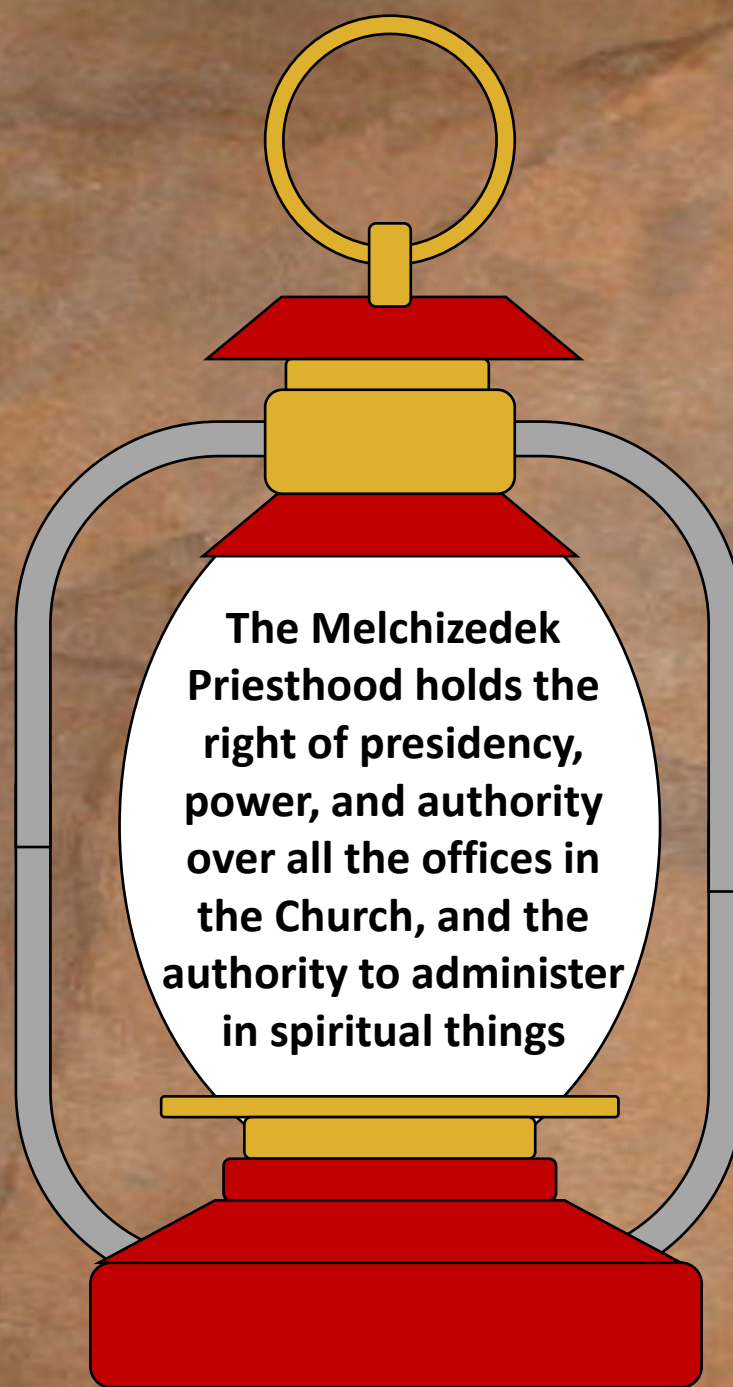 The Melchizedek
Priesthood holds the
right of presidency,
power, and authority
over all the offices in
the Church, and the
authority to administer
in spiritual things